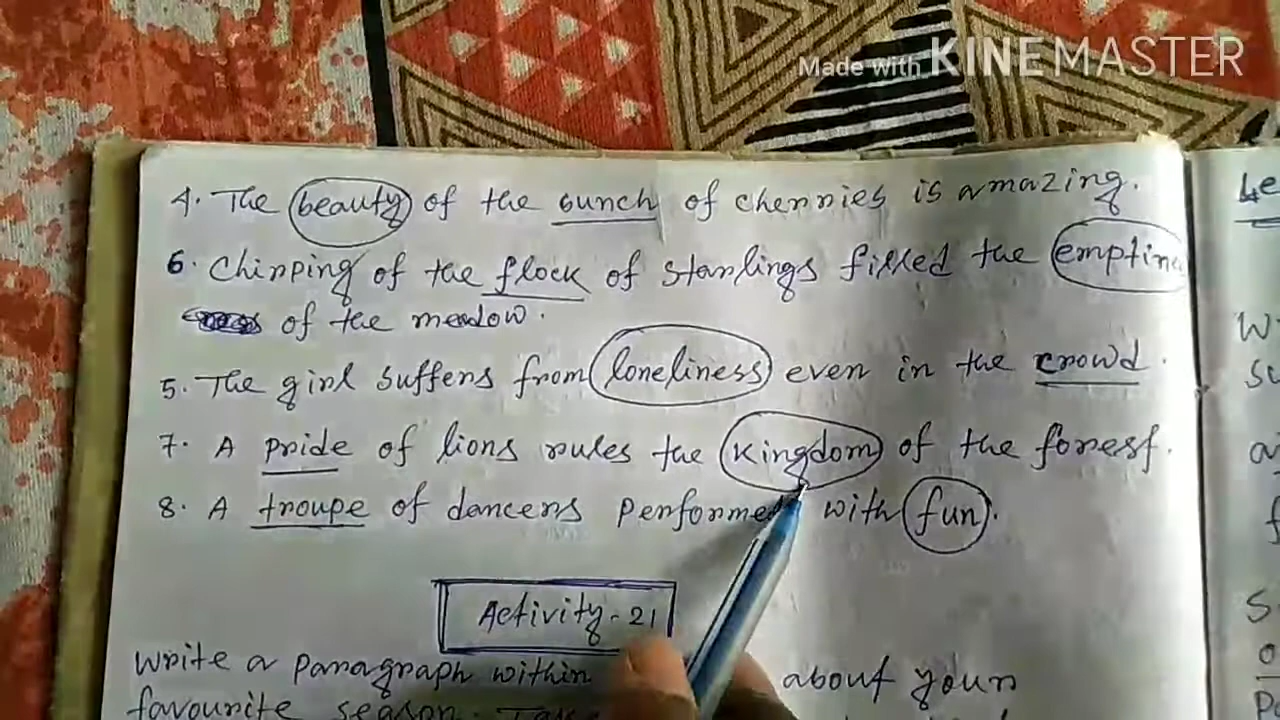 Made with KINEMASTER
4. The beauty of the bunch of cherries is amazing.
6. Chirping of the flock of starlings filled the emptine
of the meadow.
5. The girl suffers from loneliness even in the crowd.
7. A pride of lions rules the kingdom of the forest.
8. A troupe of dancers performed with fun.
Activity-21
Write a paragraph within about your
favourite season.
Le